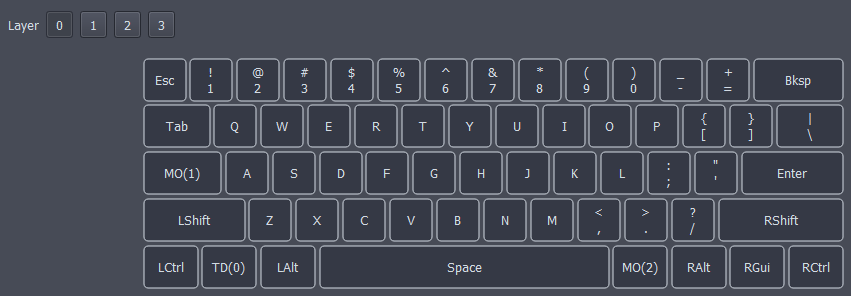 Layer 0 1 2 3
Esc ! 1 @ 2 # 3 $ 4 % 5 ^ 6 & 7 * 8 ( 9 ) 0 _ - + = Bksp
Tab Q W E R T Y U I O P { [ } ] | \
MO(1) A S D F G H J K L : ; " ' Enter
LShift Z X C V B N M < , > . ? / RShift
LCtrl TD(0) LAlt Space MO(2) RAlt RGui RCtrl